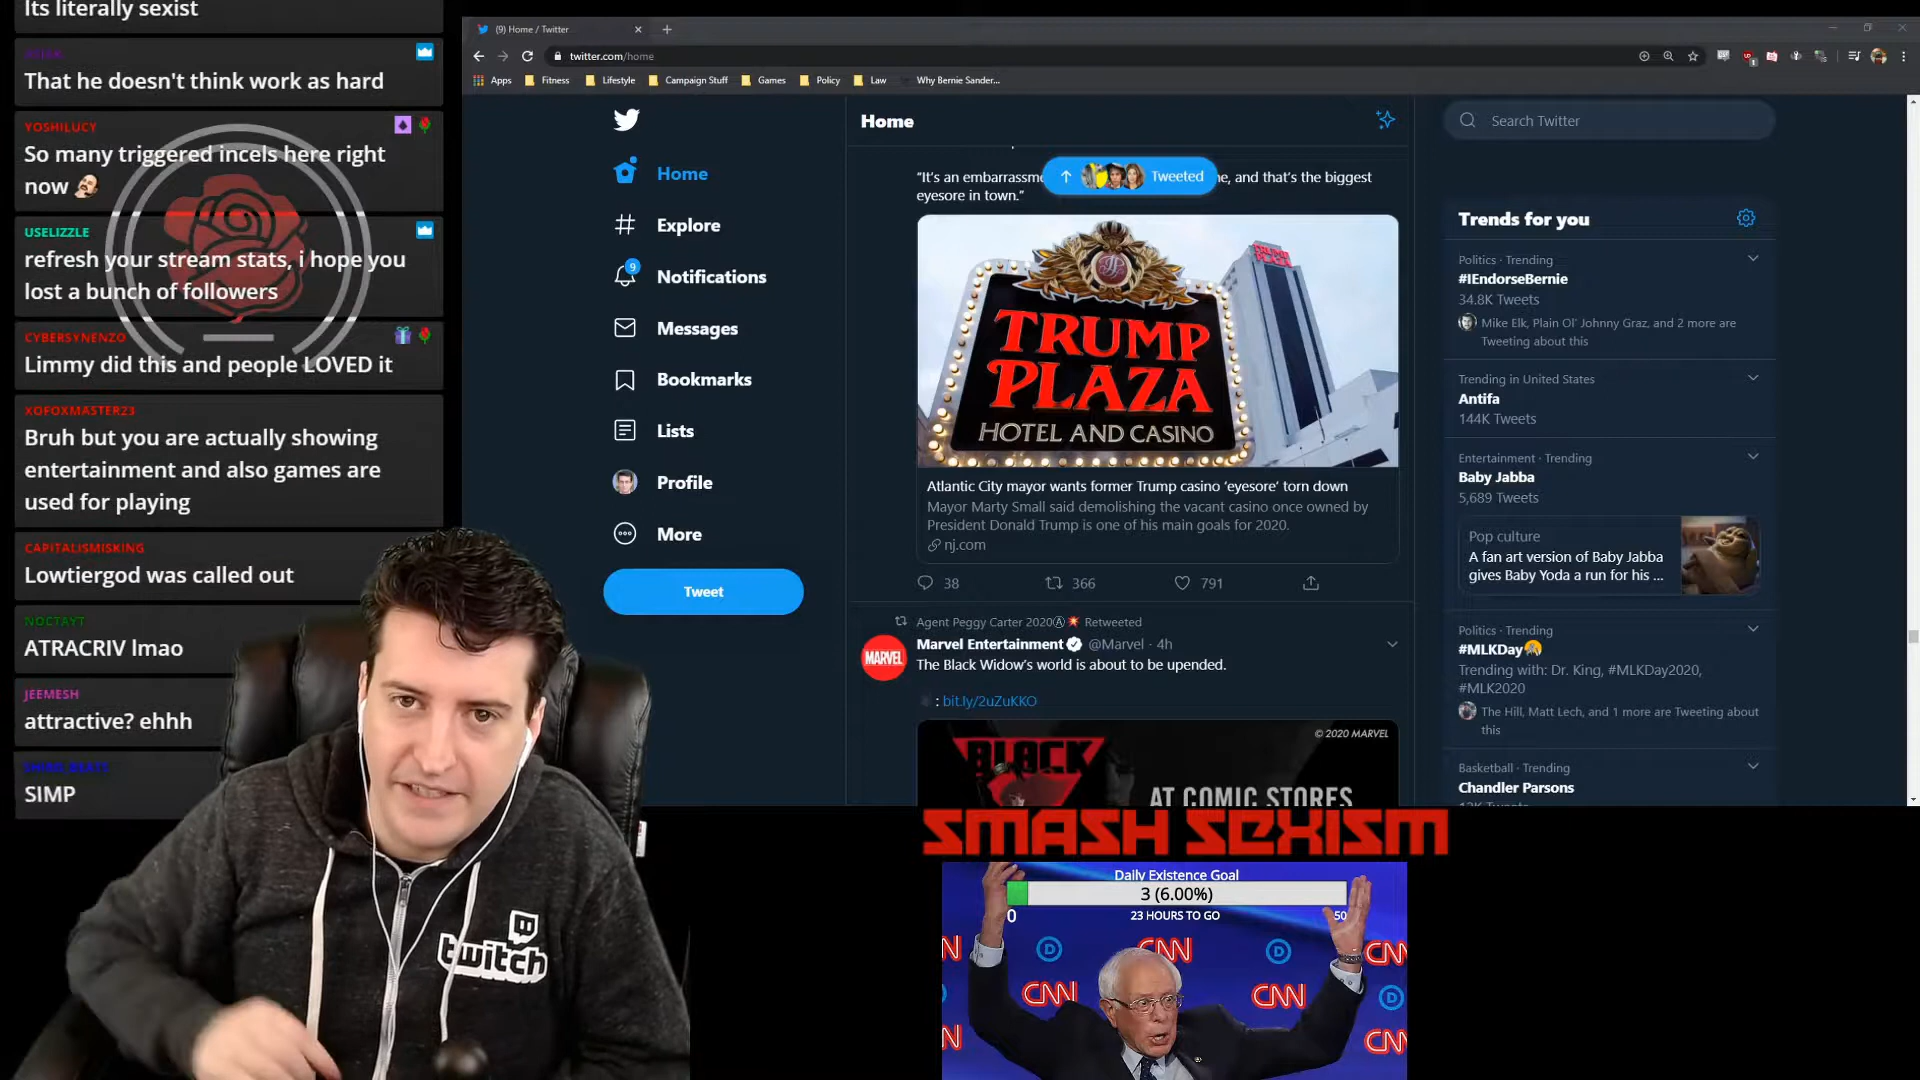 Its literally sexist
That he doesn't think work as hard
YOSHILUCY
So many triggered incels here right
now
USELIZZLE
refresh your stream stats, i hope you
lost a bunch of followers
CYBERSYNENZO
Limmy did this and people LOVED it
XOFOXMASTER23
Bruh but you are actually showing
entertainment and also games are
used for playing
CAPITALISMISKING
Lowtiergod was called out
NOCTAYT
ATRACRIV lmao
JEEMESH
attractive? ehhh
SIMP
twitch
(9) Home / Twitter
twitter.com/home
Apps
Fitness
Lifestyle
Campaign Stuff
Games
Policy
Law
Why Bernie Sander...
Home
Explore
9
Notifications
Messages
Bookmarks
Lists
Profile
More
Tweet
Home
Tweeted
“It's an embarrassme
e, and that's the biggest
eyesore in town.”
TRUMP
PLAZA
HOTEL AND CASINO
TRUMP
PLAZA
Atlantic City mayor wants former Trump casino ‘eyesore’ torn down
Mayor Marty Small said demolishing the vacant casino once owned by
President Donald Trump is one of his main goals for 2020.
nj.com
38
366
791
Agent Peggy Carter 2020Ⓐ Retweeted
MARVEL
Marvel Entertainment @Marvel · 4h
The Black Widow's world is about to be upended.
: bit.ly/2uZuKKO
© 2020 MARVEL
BLACK
AT COMIC STORES
Search Twitter
Trends for you
Politics · Trending
#IEndorseBernie
34.8K Tweets
Mike Elk, Plain Ol' Johnny Graz, and 2 more are
Tweeting about this
Trending in United States
Antifa
144K Tweets
Entertainment · Trending
Baby Jabba
5,689 Tweets
Pop culture
A fan art version of Baby Jabba
gives Baby Yoda a run for his ...
Politics · Trending
#MLKDay
Trending with: Dr. King, #MLKDay2020,
#MLK2020
The Hill, Matt Lech, and 1 more are Tweeting about
this
Basketball · Trending
Chandler Parsons
SMASH SEXISM
Daily Existence Goal
3 (6.00%)
0
23 HOURS TO GO
50
CNN
CNN
CNN
CNN